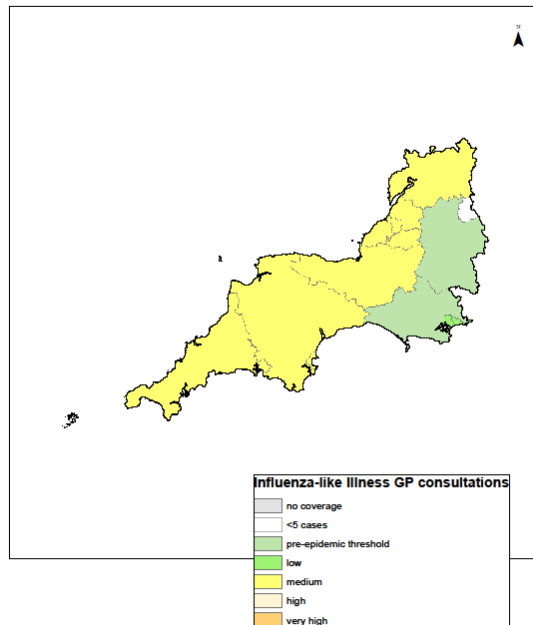 N
Influenza-like Illness GP consultations
no coverage
<5 cases
pre-epidemic threshold
low
medium
high
very high